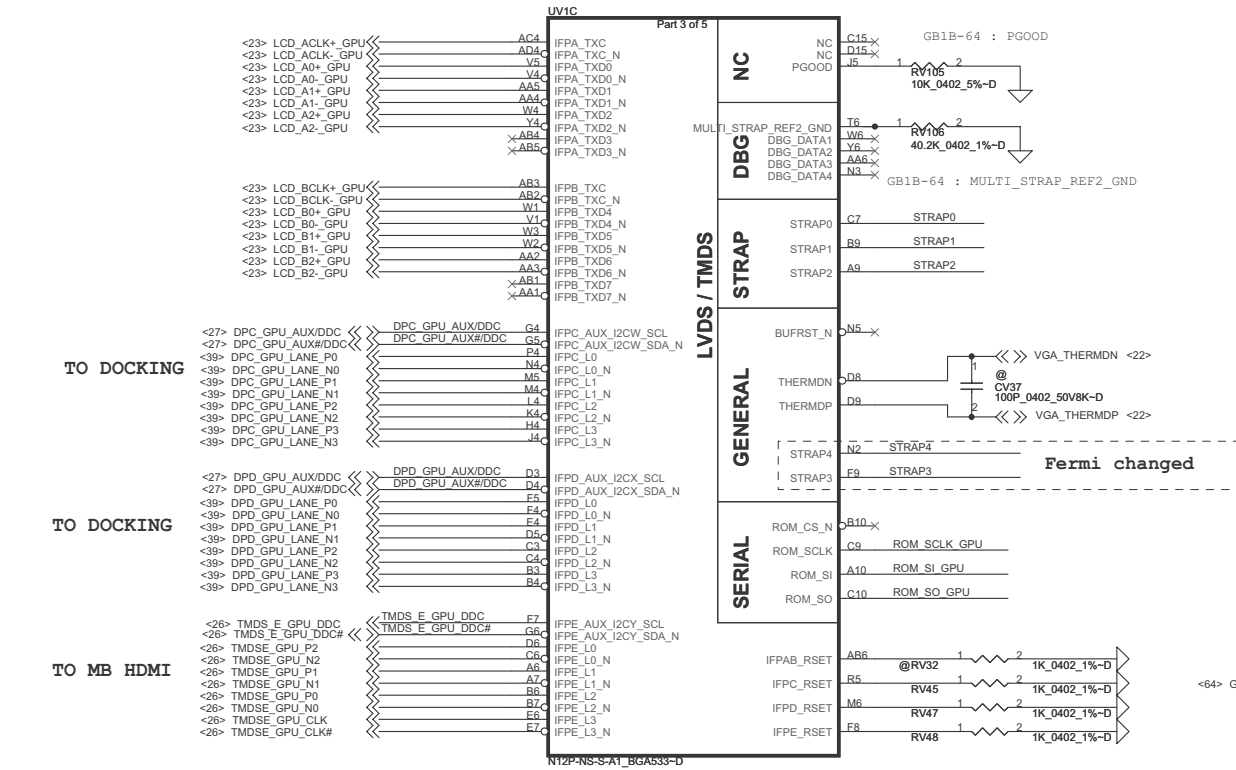 UV1C
Part 3 of 5
<23> LCD_ACLK+_GPU AC4 IFPA_TXC
<23> LCD_ACLK-_GPU AD4 IFPA_TXC_N
<23> LCD_A0+_GPU V5 IFPA_TXD0
<23> LCD_A0-_GPU V4 IFPA_TXD0_N
<23> LCD_A1+_GPU AA5 IFPA_TXD1
<23> LCD_A1-_GPU AA4 IFPA_TXD1_N
<23> LCD_A2+_GPU W4 IFPA_TXD2
<23> LCD_A2-_GPU Y4 IFPA_TXD2_N
AB4 IFPA_TXD3
AB5 IFPA_TXD3_N
<23> LCD_BCLK+_GPU AB3 IFPB_TXC
<23> LCD_BCLK-_GPU AB2 IFPB_TXC_N
<23> LCD_B0+_GPU W1 IFPB_TXD4
<23> LCD_B0-_GPU V1 IFPB_TXD4_N
<23> LCD_B1+_GPU W3 IFPB_TXD5
<23> LCD_B1-_GPU W2 IFPB_TXD5_N
<23> LCD_B2+_GPU AA2 IFPB_TXD6
<23> LCD_B2-_GPU AA3 IFPB_TXD6_N
AB1 IFPB_TXD7
AA1 IFPB_TXD7_N
TO DOCKING
<27> DPC_GPU_AUX/DDC DPC_GPU_AUX/DDC G4 IFPC_AUX_I2CW_SCL
<27> DPC_GPU_AUX#/DDC DPC_GPU_AUX#/DDC G5 IFPC_AUX_I2CW_SDA_N
<39> DPC_GPU_LANE_P0 P4 IFPC_L0
<39> DPC_GPU_LANE_N0 N4 IFPC_L0_N
<39> DPC_GPU_LANE_P1 M5 IFPC_L1
<39> DPC_GPU_LANE_N1 M4 IFPC_L1_N
<39> DPC_GPU_LANE_P2 L4 IFPC_L2
<39> DPC_GPU_LANE_N2 K4 IFPC_L2_N
<39> DPC_GPU_LANE_P3 H4 IFPC_L3
<39> DPC_GPU_LANE_N3 J4 IFPC_L3_N
TO DOCKING
<27> DPD_GPU_AUX/DDC DPD_GPU_AUX/DDC D3 IFPD_AUX_I2CX_SCL
<27> DPD_GPU_AUX#/DDC DPD_GPU_AUX#/DDC D4 IFPD_AUX_I2CX_SDA_N
<39> DPD_GPU_LANE_P0 F5 IFPD_L0
<39> DPD_GPU_LANE_N0 F4 IFPD_L0_N
<39> DPD_GPU_LANE_P1 E4 IFPD_L1
<39> DPD_GPU_LANE_N1 D5 IFPD_L1_N
<39> DPD_GPU_LANE_P2 C3 IFPD_L2
<39> DPD_GPU_LANE_N2 C4 IFPD_L2_N
<39> DPD_GPU_LANE_P3 B3 IFPD_L3
<39> DPD_GPU_LANE_N3 B4 IFPD_L3_N
TO MB HDMI
<26> TMDS_E_GPU_DDC TMDS_E_GPU_DDC F7 IFPE_AUX_I2CY_SCL
<26> TMDS_E_GPU_DDC# TMDS_E_GPU_DDC# G6 IFPE_AUX_I2CY_SDA_N
<26> TMDSE_GPU_P2 D6 IFPE_L0
<26> TMDSE_GPU_N2 C6 IFPE_L0_N
<26> TMDSE_GPU_P1 A6 IFPE_L1
<26> TMDSE_GPU_N1 A7 IFPE_L1_N
<26> TMDSE_GPU_P0 B6 IFPE_L2
<26> TMDSE_GPU_N0 B7 IFPE_L2_N
<26> TMDSE_GPU_CLK E6 IFPE_L3
<26> TMDSE_GPU_CLK# E7 IFPE_L3_N
LVDS / TMDS
NC
NC C15
NC D15
PGOOD J5 1 2
RV105
10K_0402_5%~D
GB1B-64 : PGOOD
DBG
MULTI_STRAP_REF2_GND T6 1 2
RV106
40.2K_0402_1%~D
DBG_DATA1 W6
DBG_DATA2 Y6
DBG_DATA3 AA6
DBG_DATA4 N3
GB1B-64 : MULTI_STRAP_REF2_GND
STRAP
STRAP0 C7 STRAP0
STRAP1 B9 STRAP1
STRAP2 A9 STRAP2
GENERAL
BUFRST_N N5
THERMDN D8
VGA_THERMDN <22>
1
@
CV37
100P_0402_50V8K~D
2
THERMDP D9
VGA_THERMDP <22>
STRAP4 N2 STRAP4
STRAP3 F9 STRAP3
Fermi changed
SERIAL
ROM_CS_N B10
ROM_SCLK C9 ROM_SCLK_GPU
ROM_SI A10 ROM_SI_GPU
ROM_SO C10 ROM_SO_GPU
IFPAB_RSET AB6 @RV32 1 2 1K_0402_1%~D
IFPC_RSET R5 RV45 1 2 1K_0402_1%~D
<64> G
IFPD_RSET M6 RV47 1 2 1K_0402_1%~D
IFPE_RSET F8 RV48 1 2 1K_0402_1%~D
N12P-NS-S-A1_BGA533~D